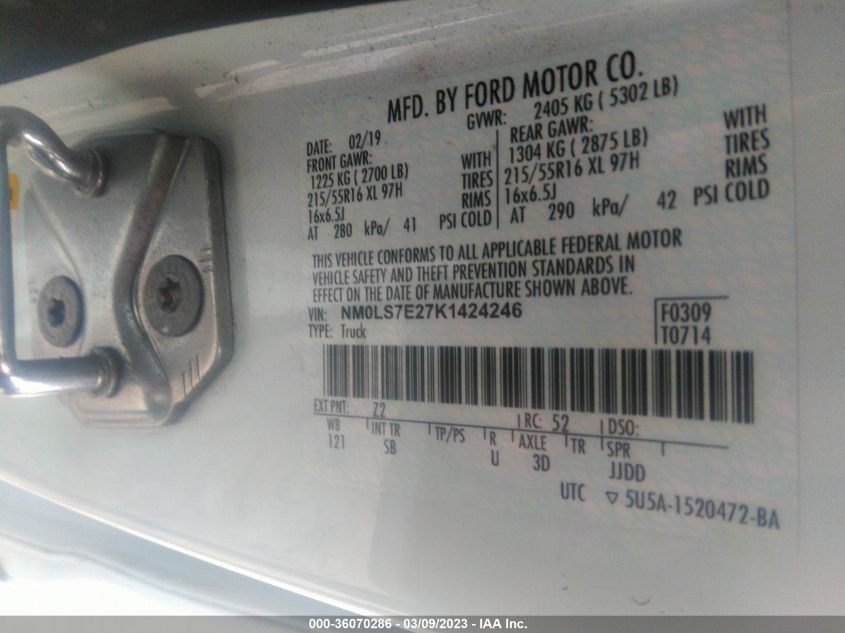 MFD. BY FORD MOTOR CO.
DATE: 02/19
GVWR: 2405 KG ( 5302 LB)
FRONT GAWR:
1225 KG ( 2700 LB) WITH
215/55R16 XL 97H TIRES
16x6.5J RIMS
AT 280 kPa/ 41 PSI COLD
REAR GAWR:
1304 KG ( 2875 LB) WITH
215/55R16 XL 97H TIRES
16x6.5J RIMS
AT 290 kPa/ 42 PSI COLD
THIS VEHICLE CONFORMS TO ALL APPLICABLE FEDERAL MOTOR
VEHICLE SAFETY AND THEFT PREVENTION STANDARDS IN
EFFECT ON THE DATE OF MANUFACTURE SHOWN ABOVE.
VIN: NM0LS7E27K1424246
TYPE: Truck
F0309
T0714
EXT PNT: Z2 RC: 52 DSO:
WB INT TR TP/PS R AXLE TR SPR
121 SB U 3D JJDD
UTC ▽ 5U5A-1520472-BA
000-36070286 - 03/09/2023 - IAA Inc.